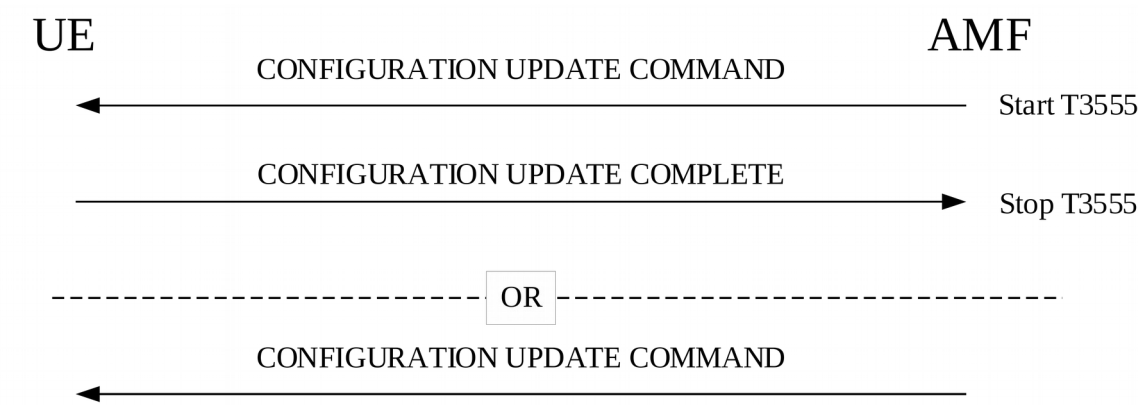 UE AMF
CONFIGURATION UPDATE COMMAND
Start T3555
CONFIGURATION UPDATE COMPLETE
Stop T3555
OR
CONFIGURATION UPDATE COMMAND